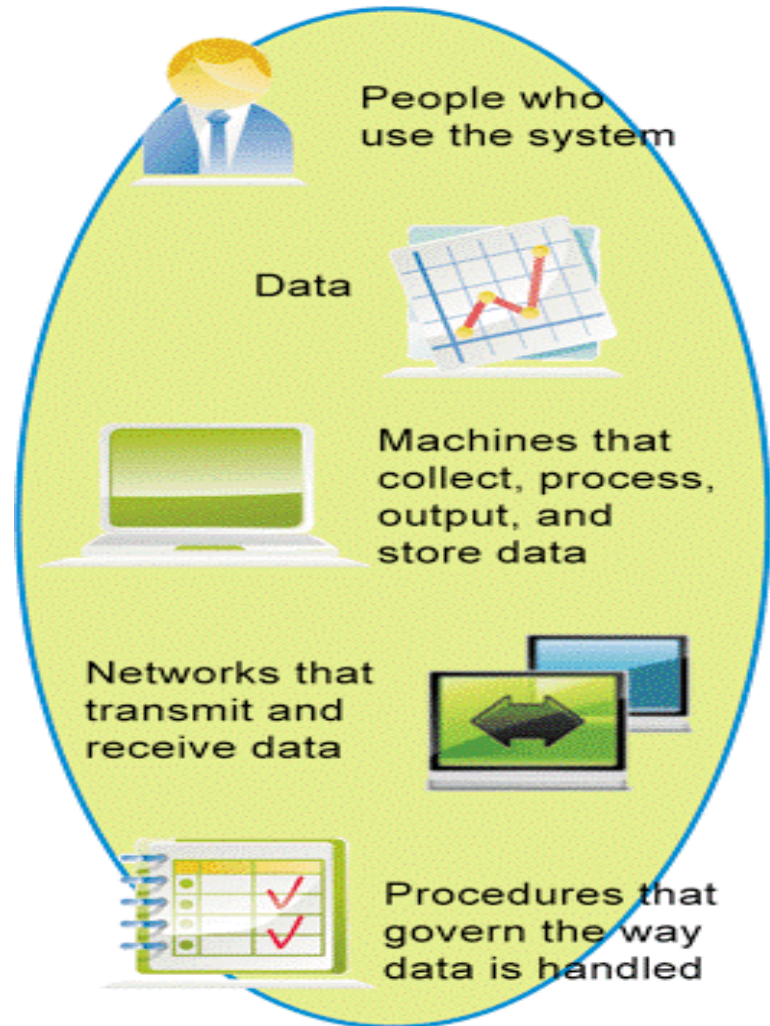 People who
use the system
Data
Machines that
collect, process,
output, and
store data
Networks that
transmit and
receive data
Procedures that
govern the way
data is handled